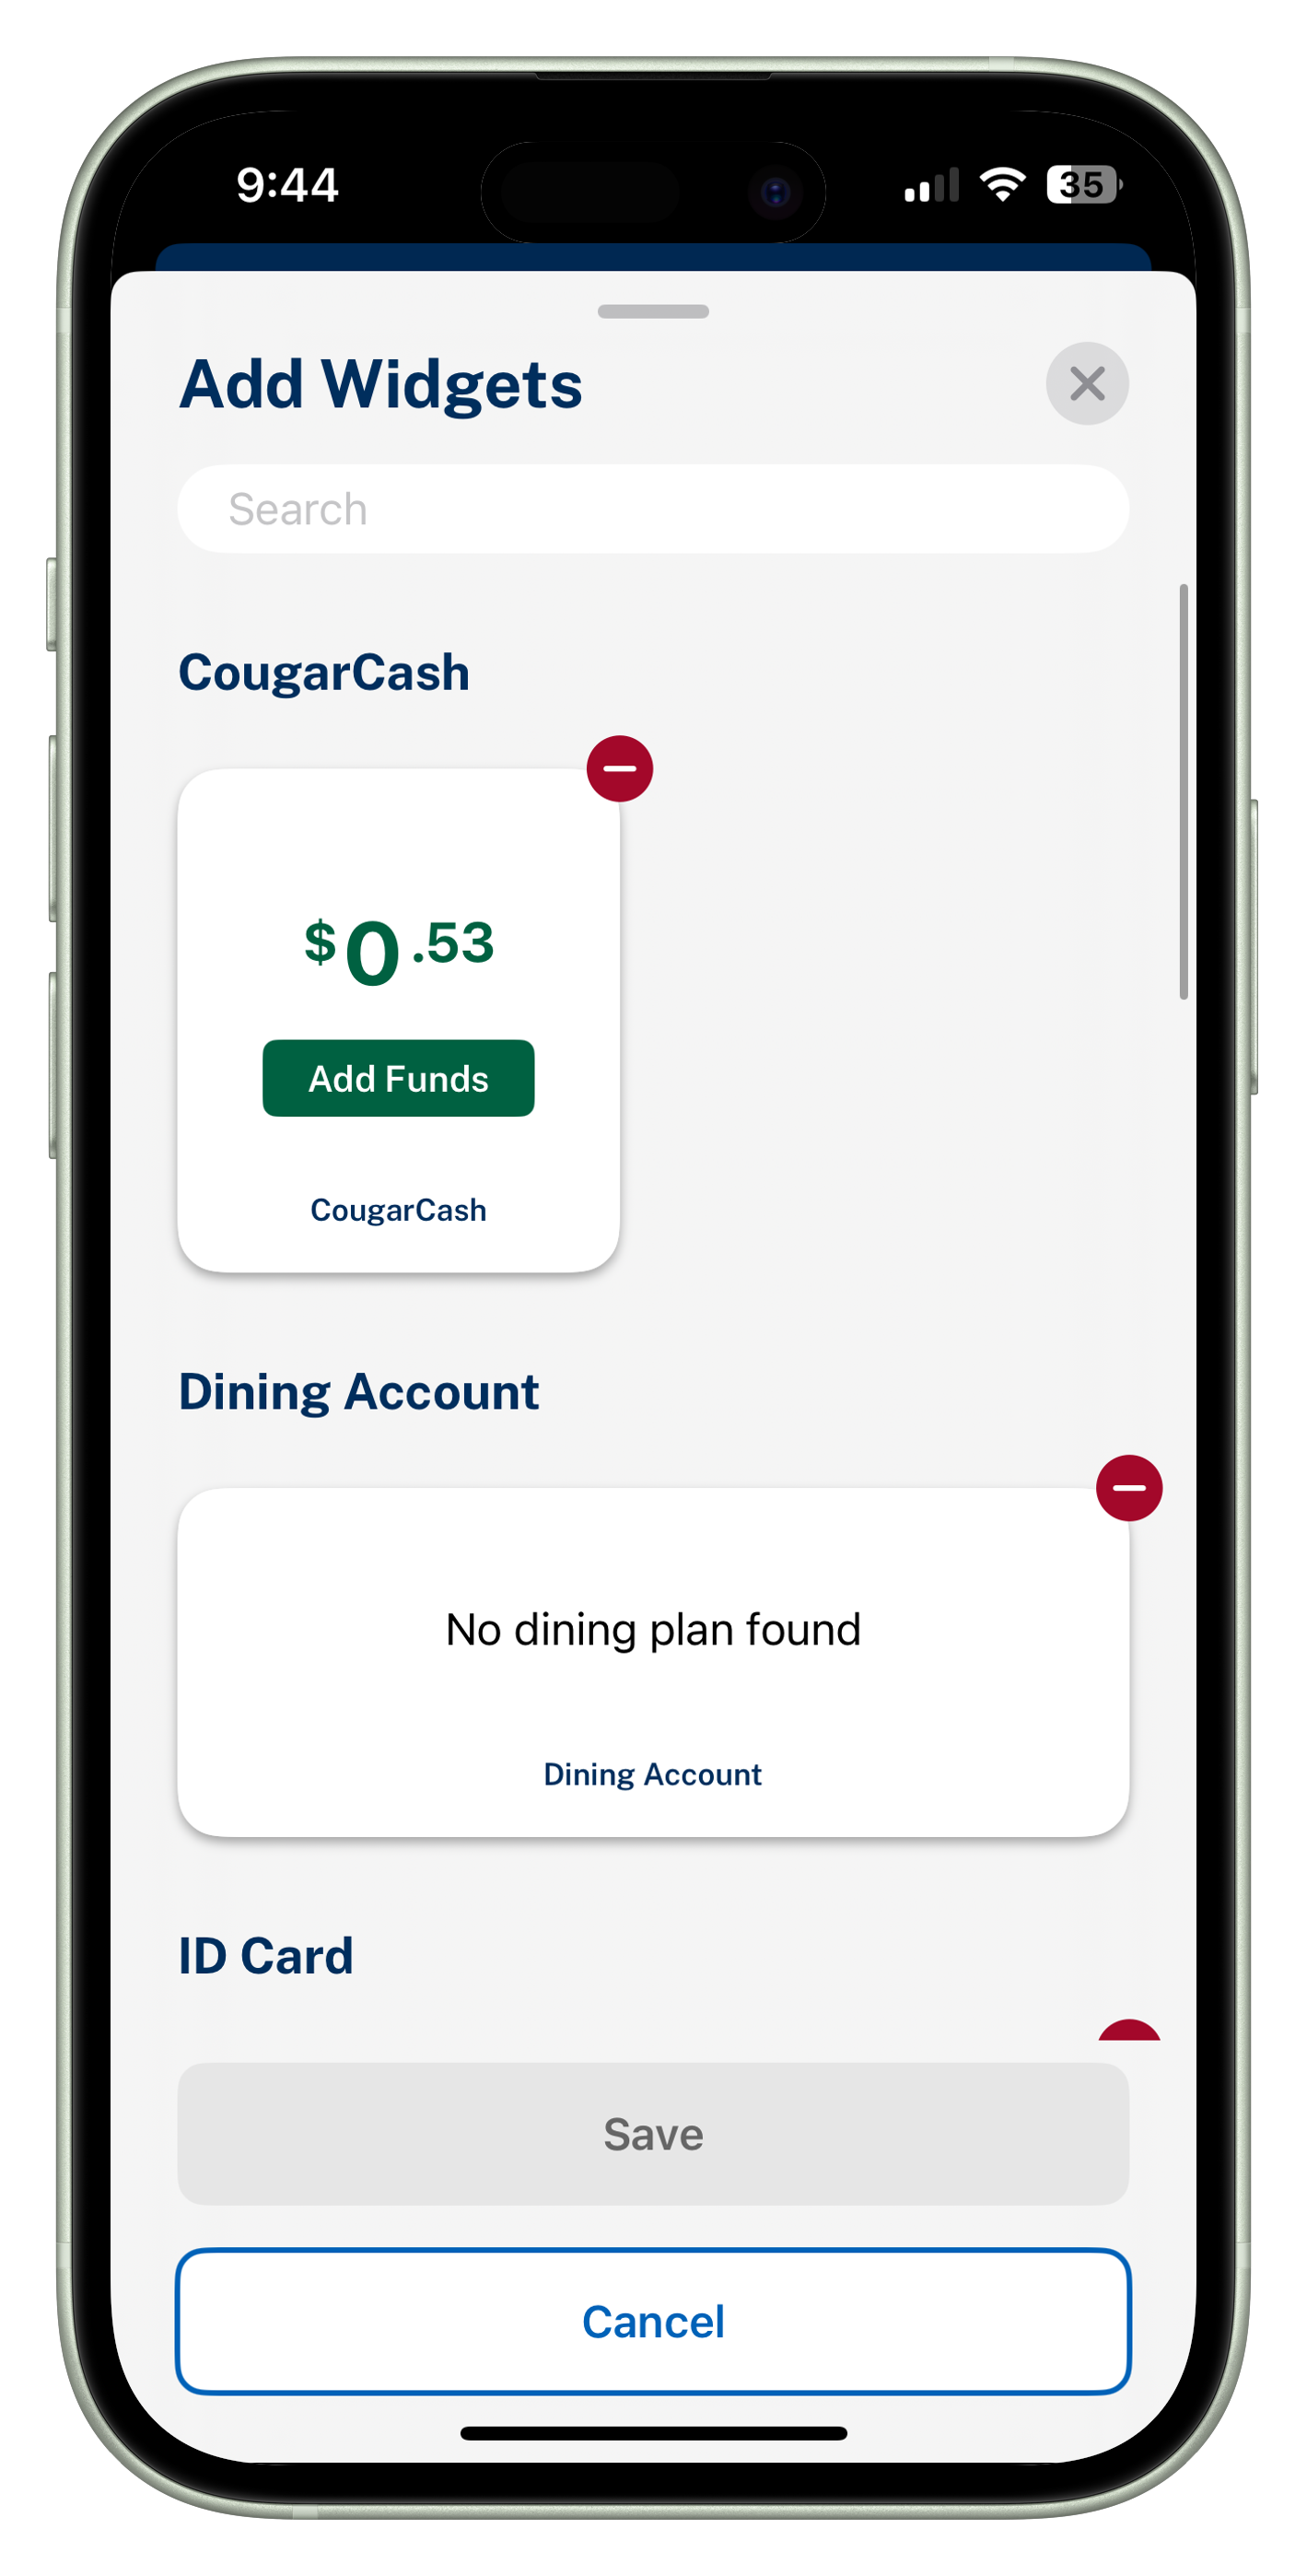 9:44
35
Add Widgets
Search
CougarCash
$0.53
Add Funds
CougarCash
Dining Account
No dining plan found
Dining Account
ID Card
Save
Cancel